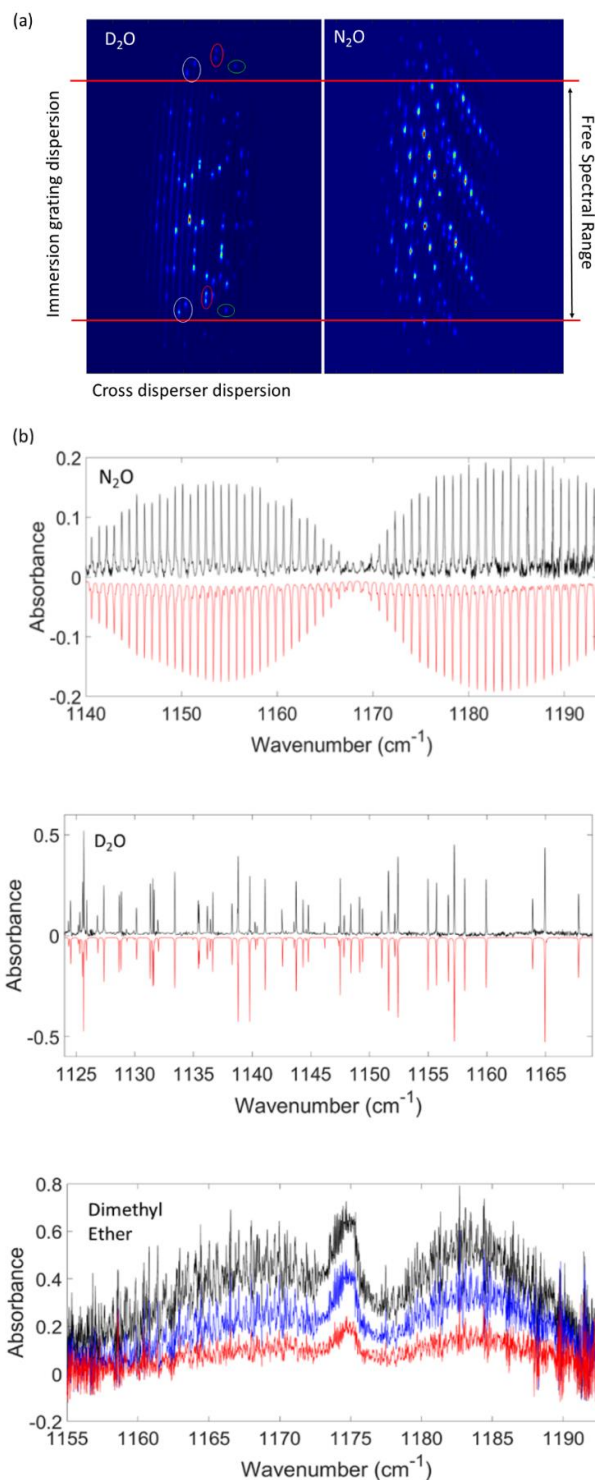 (a)
D₂O
N₂O
Immersion grating dispersion
Free Spectral Range
Cross disperser dispersion
(b)
N₂O
0.2
0.1
0
-0.1
-0.2
Absorbance
1140 1150 1160 1170 1180 1190
Wavenumber (cm⁻¹)
D₂O
0.5
0
-0.5
Absorbance
1125 1130 1135 1140 1145 1150 1155 1160 1165
Wavenumber (cm⁻¹)
Dimethyl
Ether
0.8
0.6
0.4
0.2
0
-0.2
Absorbance
1155 1160 1165 1170 1175 1180 1185 1190
Wavenumber (cm⁻¹)